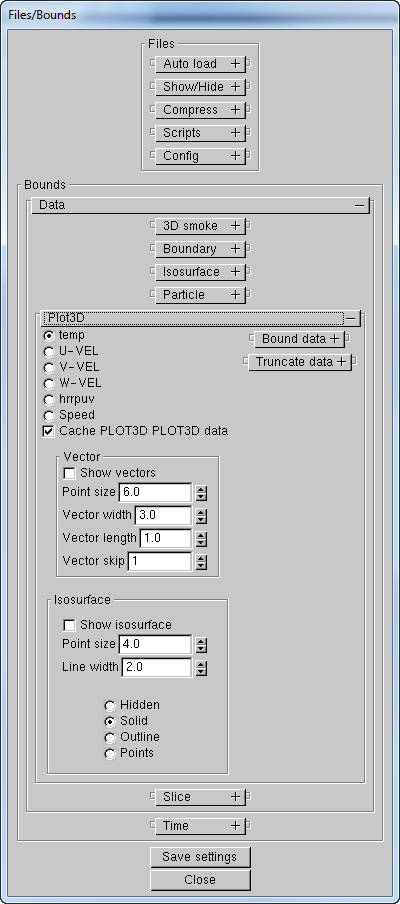 Files/Bounds
Files
Auto load +
Show/Hide +
Compress +
Scripts +
Config +
Bounds
Data −
3D smoke +
Boundary +
Isosurface +
Particle +
Plot3D −
temp
Bound data +
U-VEL
V-VEL
Truncate data +
W-VEL
hrrpuv
Speed
Cache PLOT3D PLOT3D data
Vector
Show vectors
Point size 6.0
Vector width 3.0
Vector length 1.0
Vector skip 1
Isosurface
Show isosurface
Point size 4.0
Line width 2.0
Hidden
Solid
Outline
Points
Slice +
Time +
Save settings
Close